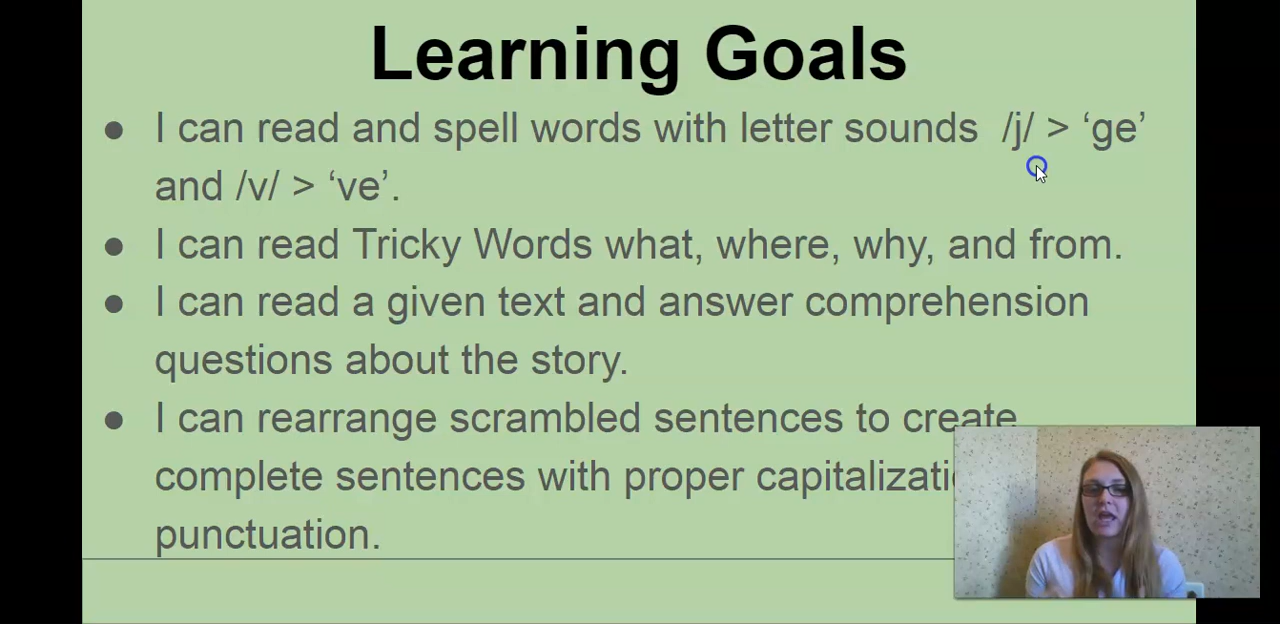 Learning Goals
● I can read and spell words with letter sounds /j/ > ‘ge’
and /v/ > ‘ve’.
● I can read Tricky Words what, where, why, and from.
● I can read a given text and answer comprehension
questions about the story.
● I can rearrange scrambled sentences to create
complete sentences with proper
punctuation.